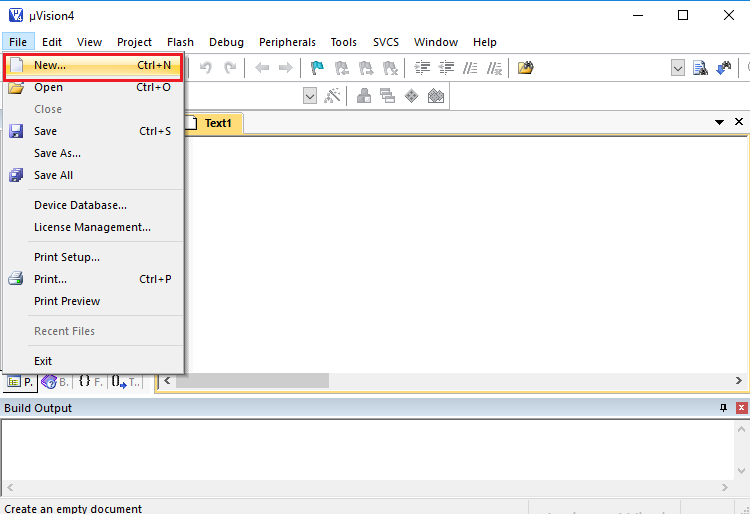 µVision4
File Edit View Project Flash Debug Peripherals Tools SVCS Window Help
New... Ctrl+N
Open Ctrl+O
Close
Save Ctrl+S
Save As...
Save All
Device Database...
License Management...
Print Setup...
Print... Ctrl+P
Print Preview
Recent Files
Exit
Text1
P. B. F. T..
Build Output
Create an empty document